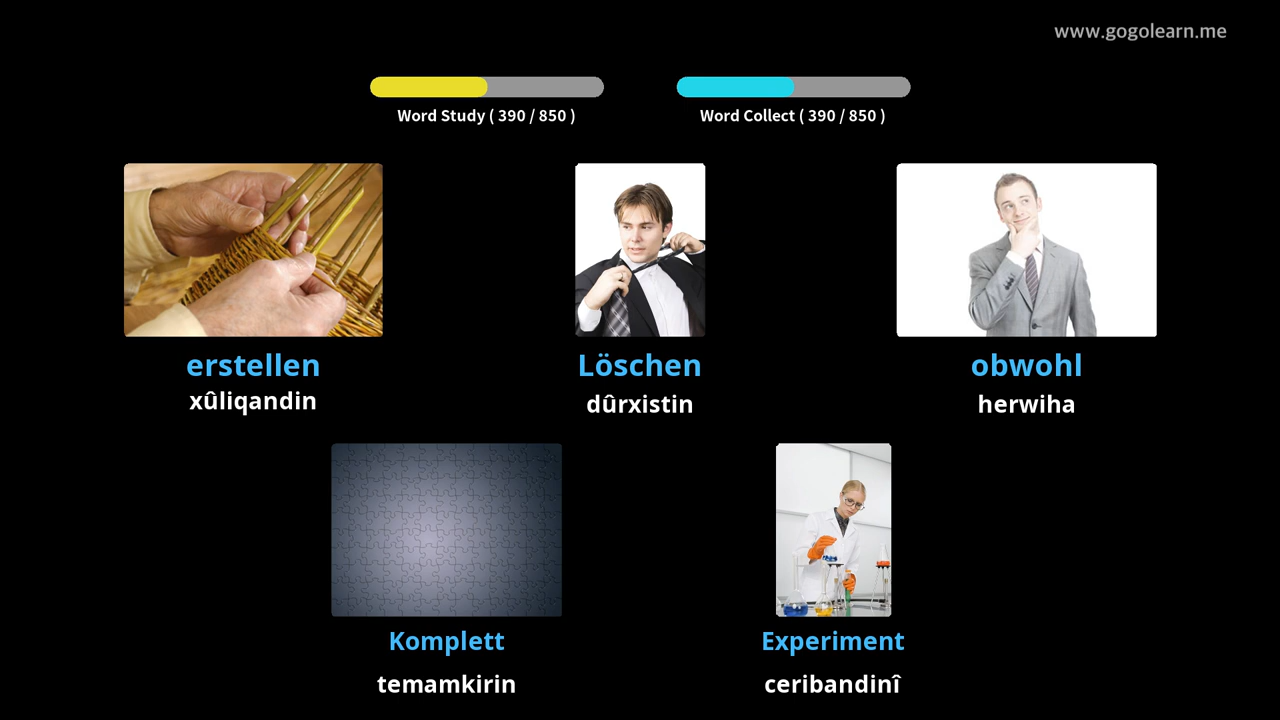 www.gogolearn.me
Word Study ( 390 / 850 )
Word Collect ( 390 / 850 )
erstellen
xûliqandin
Löschen
dûrxistin
obwohl
herwiha
Komplett
temamkirin
Experiment
ceribandinî